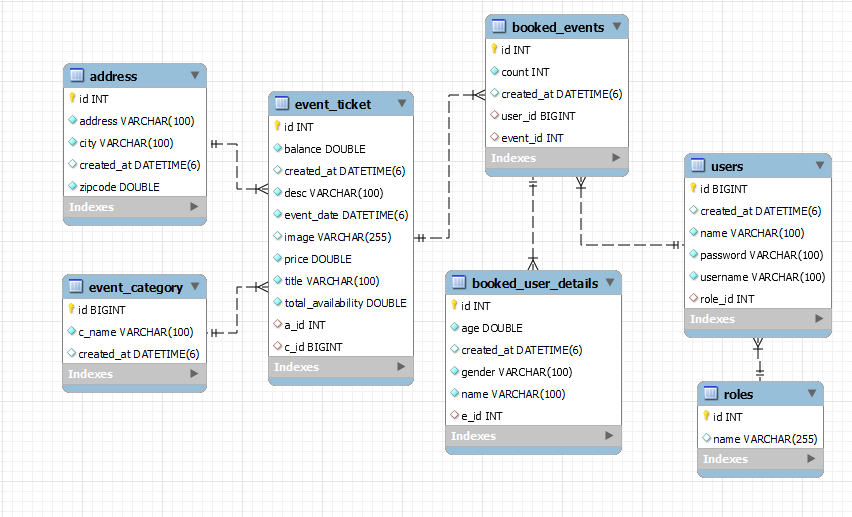 address
id INT
address VARCHAR(100)
city VARCHAR(100)
created_at DATETIME(6)
zipcode DOUBLE
Indexes
event_category
id BIGINT
c_name VARCHAR(100)
created_at DATETIME(6)
Indexes
event_ticket
id INT
balance DOUBLE
created_at DATETIME(6)
desc VARCHAR(100)
event_date DATETIME(6)
image VARCHAR(255)
price DOUBLE
title VARCHAR(100)
total_availability DOUBLE
a_id INT
c_id BIGINT
Indexes
booked_events
id INT
count INT
created_at DATETIME(6)
user_id BIGINT
event_id INT
Indexes
booked_user_details
id INT
age DOUBLE
created_at DATETIME(6)
gender VARCHAR(100)
name VARCHAR(100)
e_id INT
Indexes
users
id BIGINT
created_at DATETIME(6)
name VARCHAR(100)
password VARCHAR(100)
username VARCHAR(100)
role_id INT
Indexes
roles
id INT
name VARCHAR(255)
Indexes